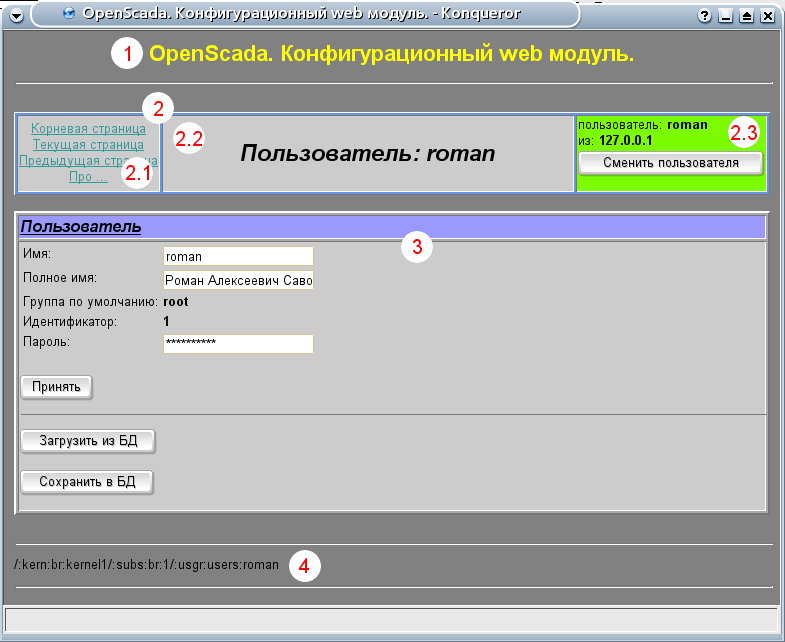 OpenScada. Конфигурационный web модуль. - Konqueror
?
1 OpenScada. Конфигурационный web модуль.
2
Корневая страница
Текущая страница
Предыдущая страница
Про ...
2.1
2.2
Пользователь: roman
пользователь: roman
из: 127.0.0.1
2.3
Сменить пользователя
Пользователь
3
Имя: roman
Полное имя: Роман Алексеевич Саво
Группа по умолчанию: root
Идентификатор: 1
Пароль: **********
Принять
Загрузить из БД
Сохранить в БД
/:kern:br:kernel1/:subs:br:1/:usgr:users:roman 4